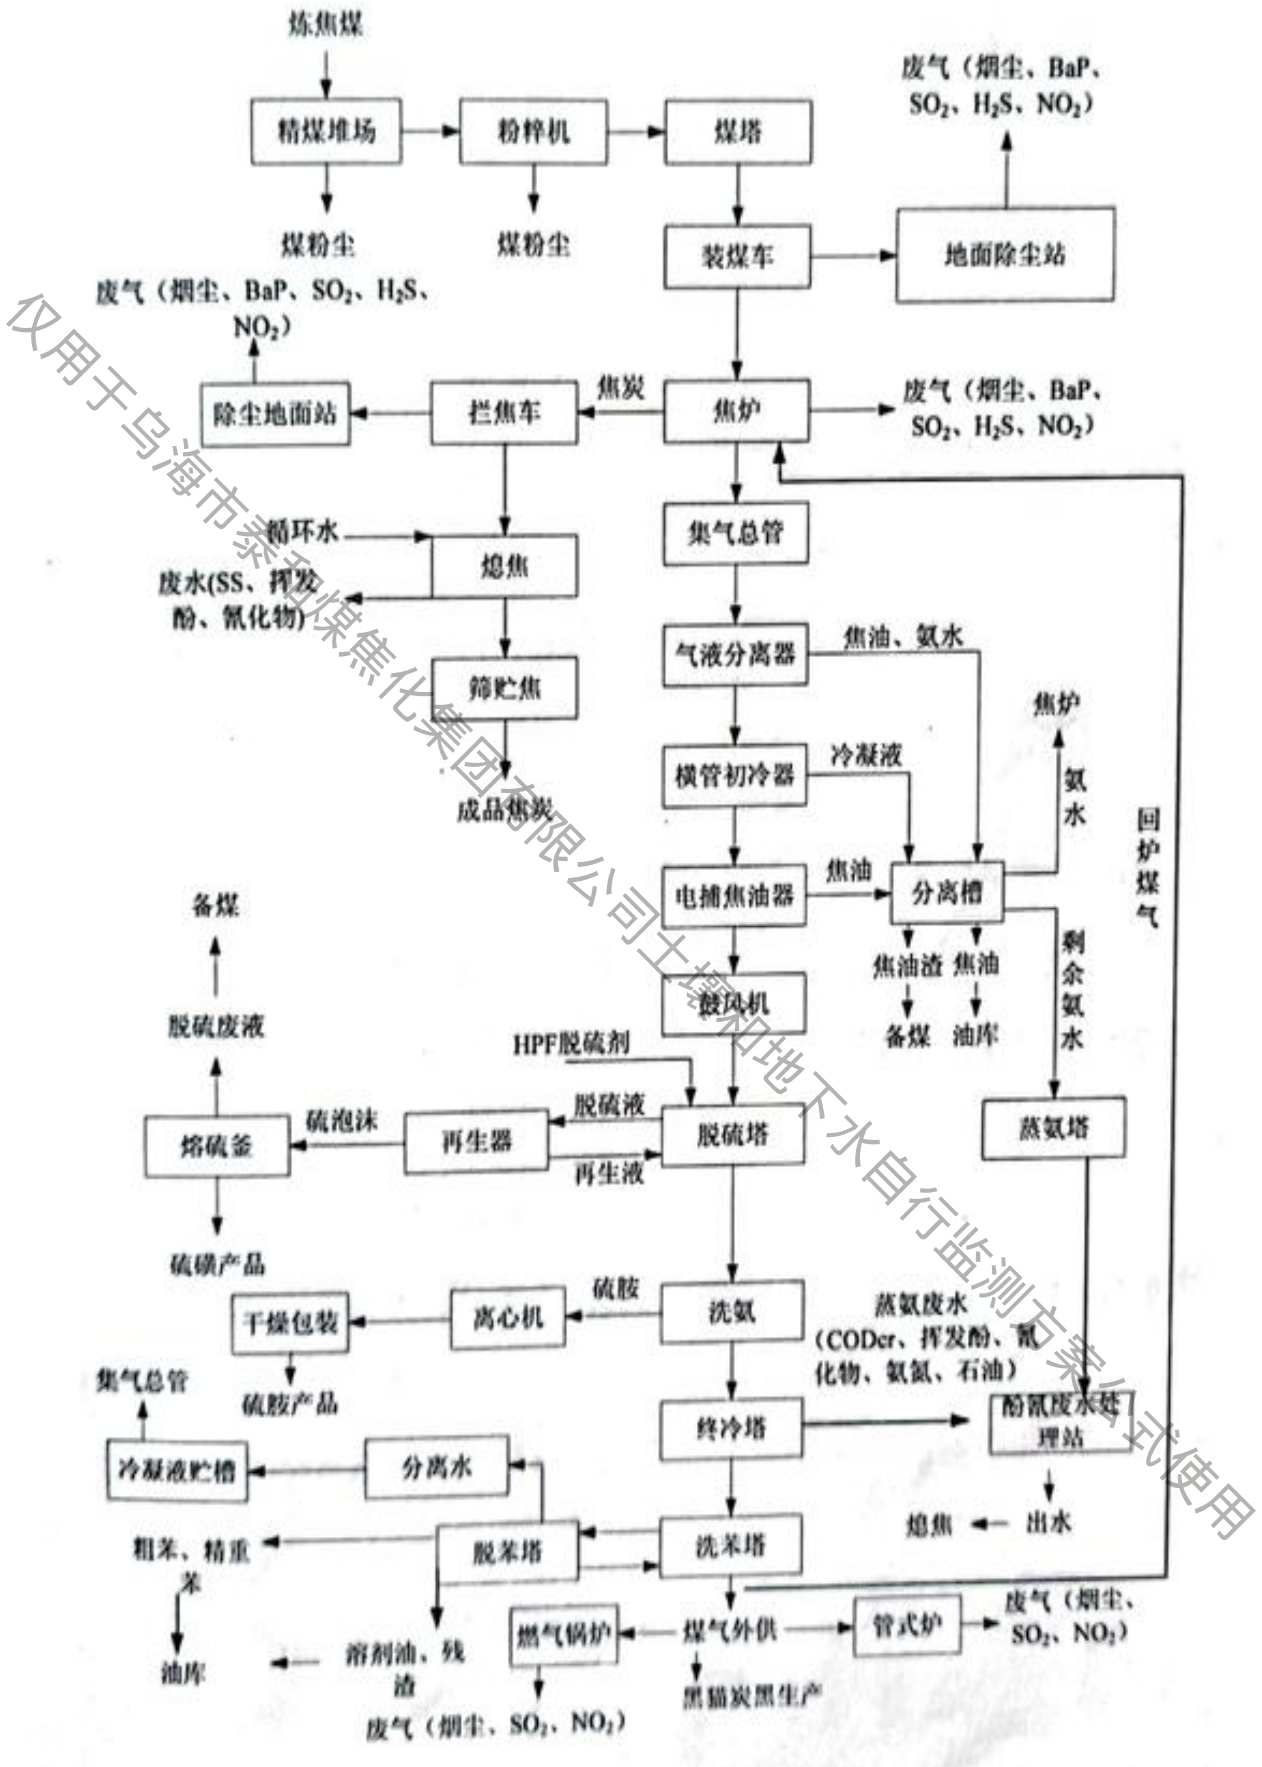 炼焦煤
废气（烟尘、BaP、
SO₂、H₂S、NO₂）
精煤堆场
粉粹机
煤塔
煤粉尘
煤粉尘
装煤车
地面除尘站
废气（烟尘、BaP、SO₂、H₂S、
NO₂）
除尘地面站
拦焦车
焦炭
焦炉
废气（烟尘、BaP、
SO₂、H₂S、NO₂）
循环水
熄焦
集气总管
废水(SS、挥发
酚、氰化物)
筛贮焦
气液分离器
焦油、氨水
成品焦炭
横管初冷器
冷凝液
焦炉
氨水
回炉煤气
电捕焦油器
焦油
分离槽
焦油渣
焦油
备煤
油库
剩余氨水
备煤
脱硫废液
鼓风机
HPF脱硫剂
熔硫釜
硫泡沫
再生器
脱硫液
再生液
脱硫塔
蒸氨塔
硫磺产品
干燥包装
离心机
硫胺
洗氨
蒸氨废水
（CODcr、挥发酚、氰
化物、氨氮、石油）
硫胺产品
集气总管
冷凝液贮槽
分离水
终冷塔
酚氰废水处
理站
熄焦
出水
粗苯、精重
苯
脱苯塔
洗苯塔
油库
溶剂油、残
渣
燃气锅炉
煤气外供
管式炉
废气（烟尘、
SO₂、NO₂）
黑猫炭黑生产
废气（烟尘、SO₂、NO₂）
仅用于乌海市泰和煤焦化集团有限公司土壤和地下水自行监测方案公式使用